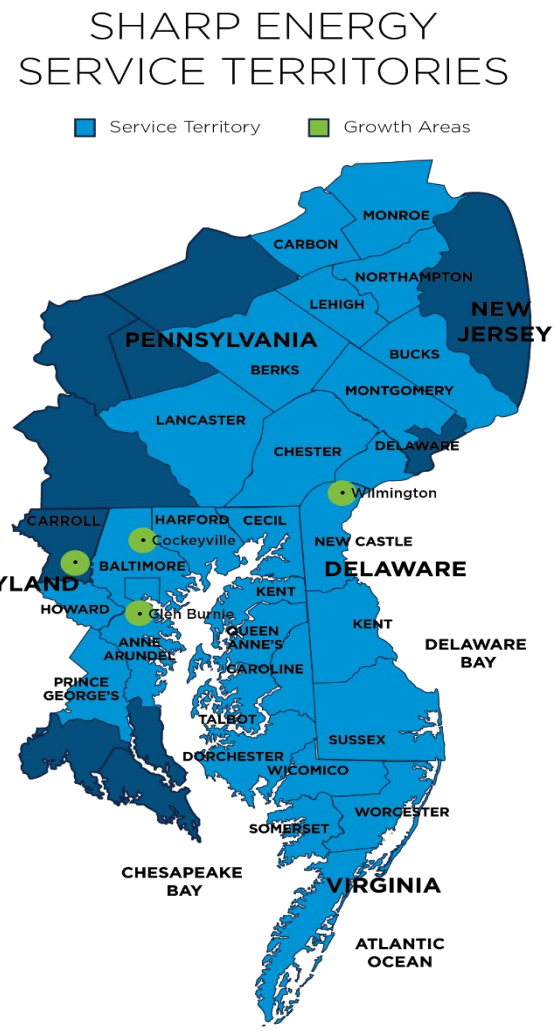 SHARP ENERGY
SERVICE TERRITORIES
Service Territory
Growth Areas
MONROE
CARBON
NORTHAMPTON
LEHIGH
NEW
JERSEY
PENNSYLVANIA
BUCKS
BERKS
MONTGOMERY
LANCASTER
CHESTER
DELAWARE
Wilmington
CARROLL
HARFORD
CECIL
Cockeyville
NEW CASTLE
BALTIMORE
DELAWARE
YLAND
KENT
HOWARD
Glen Burnie
KENT
QUEEN
ANNE'S
ANNE
ARUNDEL
DELAWARE
BAY
CAROLINE
PRINCE
GEORGE'S
TALBOT
SUSSEX
DORCHESTER
WICOMICO
WORCESTER
SOMERSET
CHESAPEAKE
BAY
VIRGINIA
ATLANTIC
OCEAN